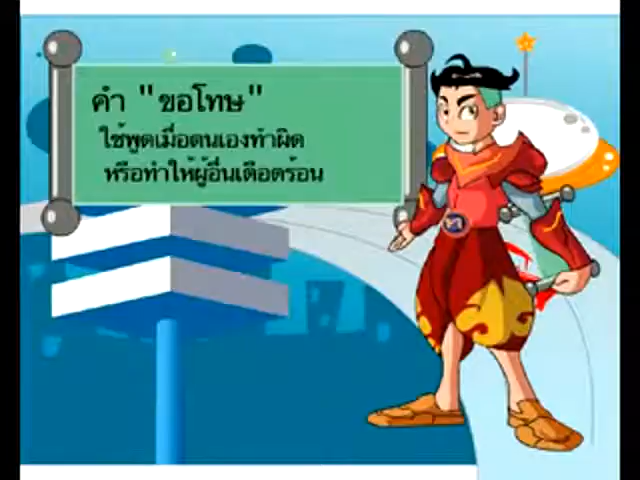 คำ "ขอโทษ"
ใช้พูดเมื่อตนเองทำผิด
หรือทำให้ผู้อื่นเดือดร้อน